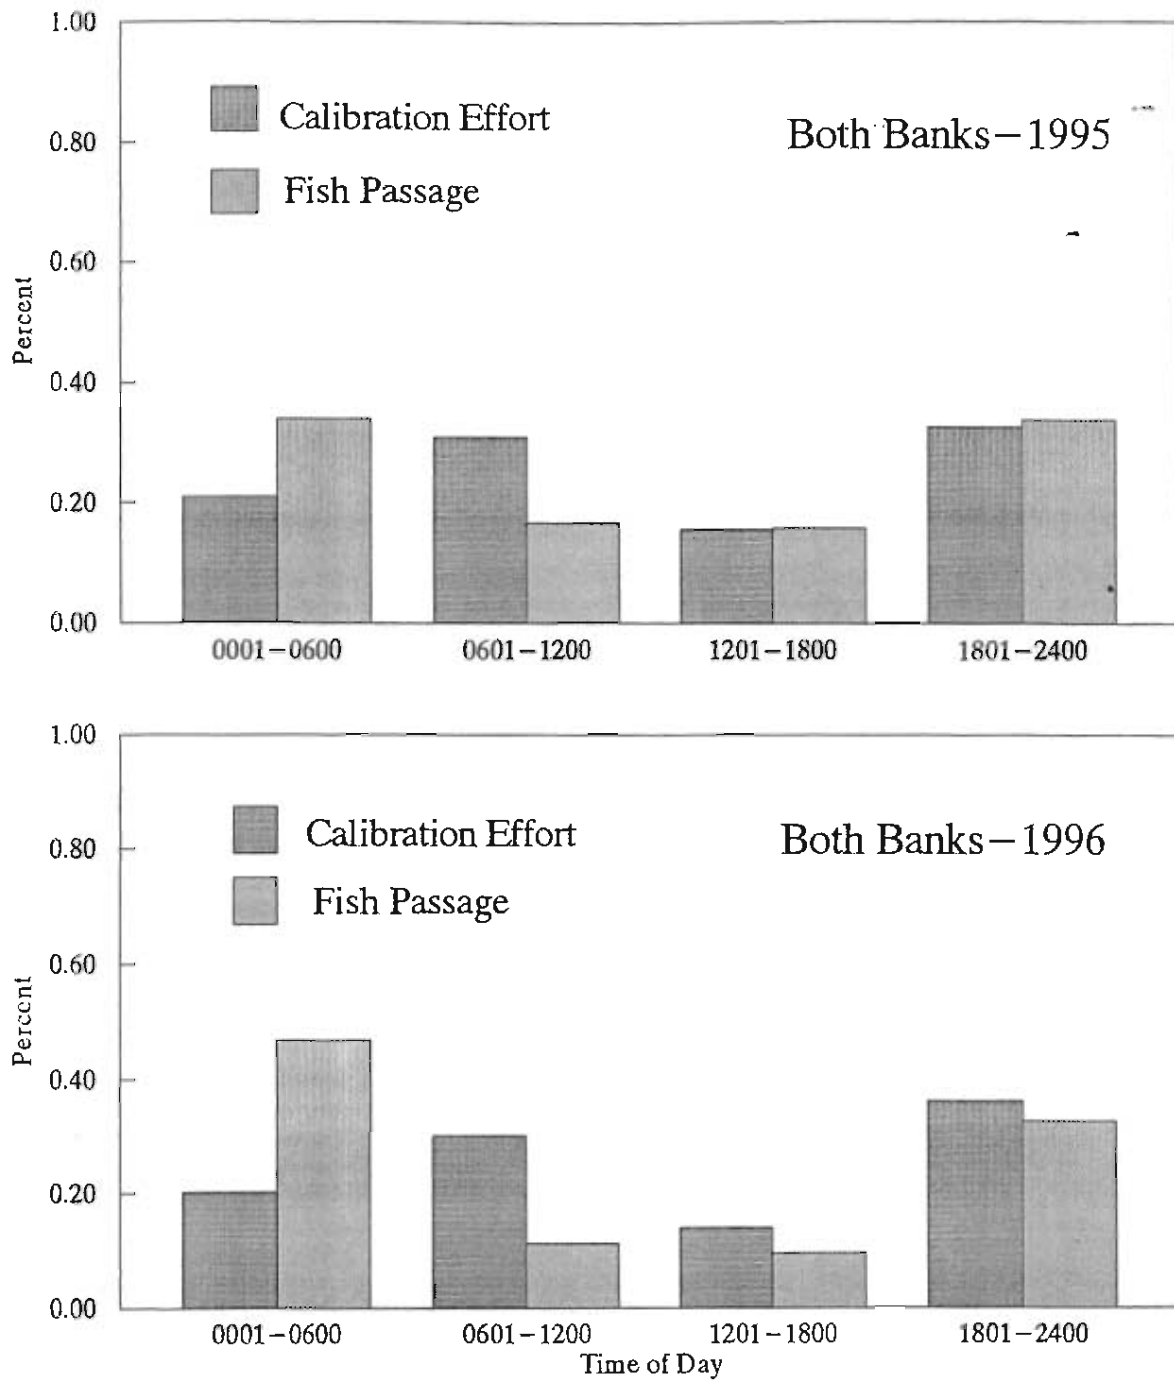 1.00
Calibration Effort
Both Banks—1995
0.80
Fish Passage
0.60
Percent
0.40
0.20
0.00
0001—0600 0601—1200 1201—1800 1801—2400
1.00
Calibration Effort
Both Banks—1996
0.80
Fish Passage
0.60
Percent
0.40
0.20
0.00
0001—0600 0601—1200 1201—1800 1801—2400
Time of Day